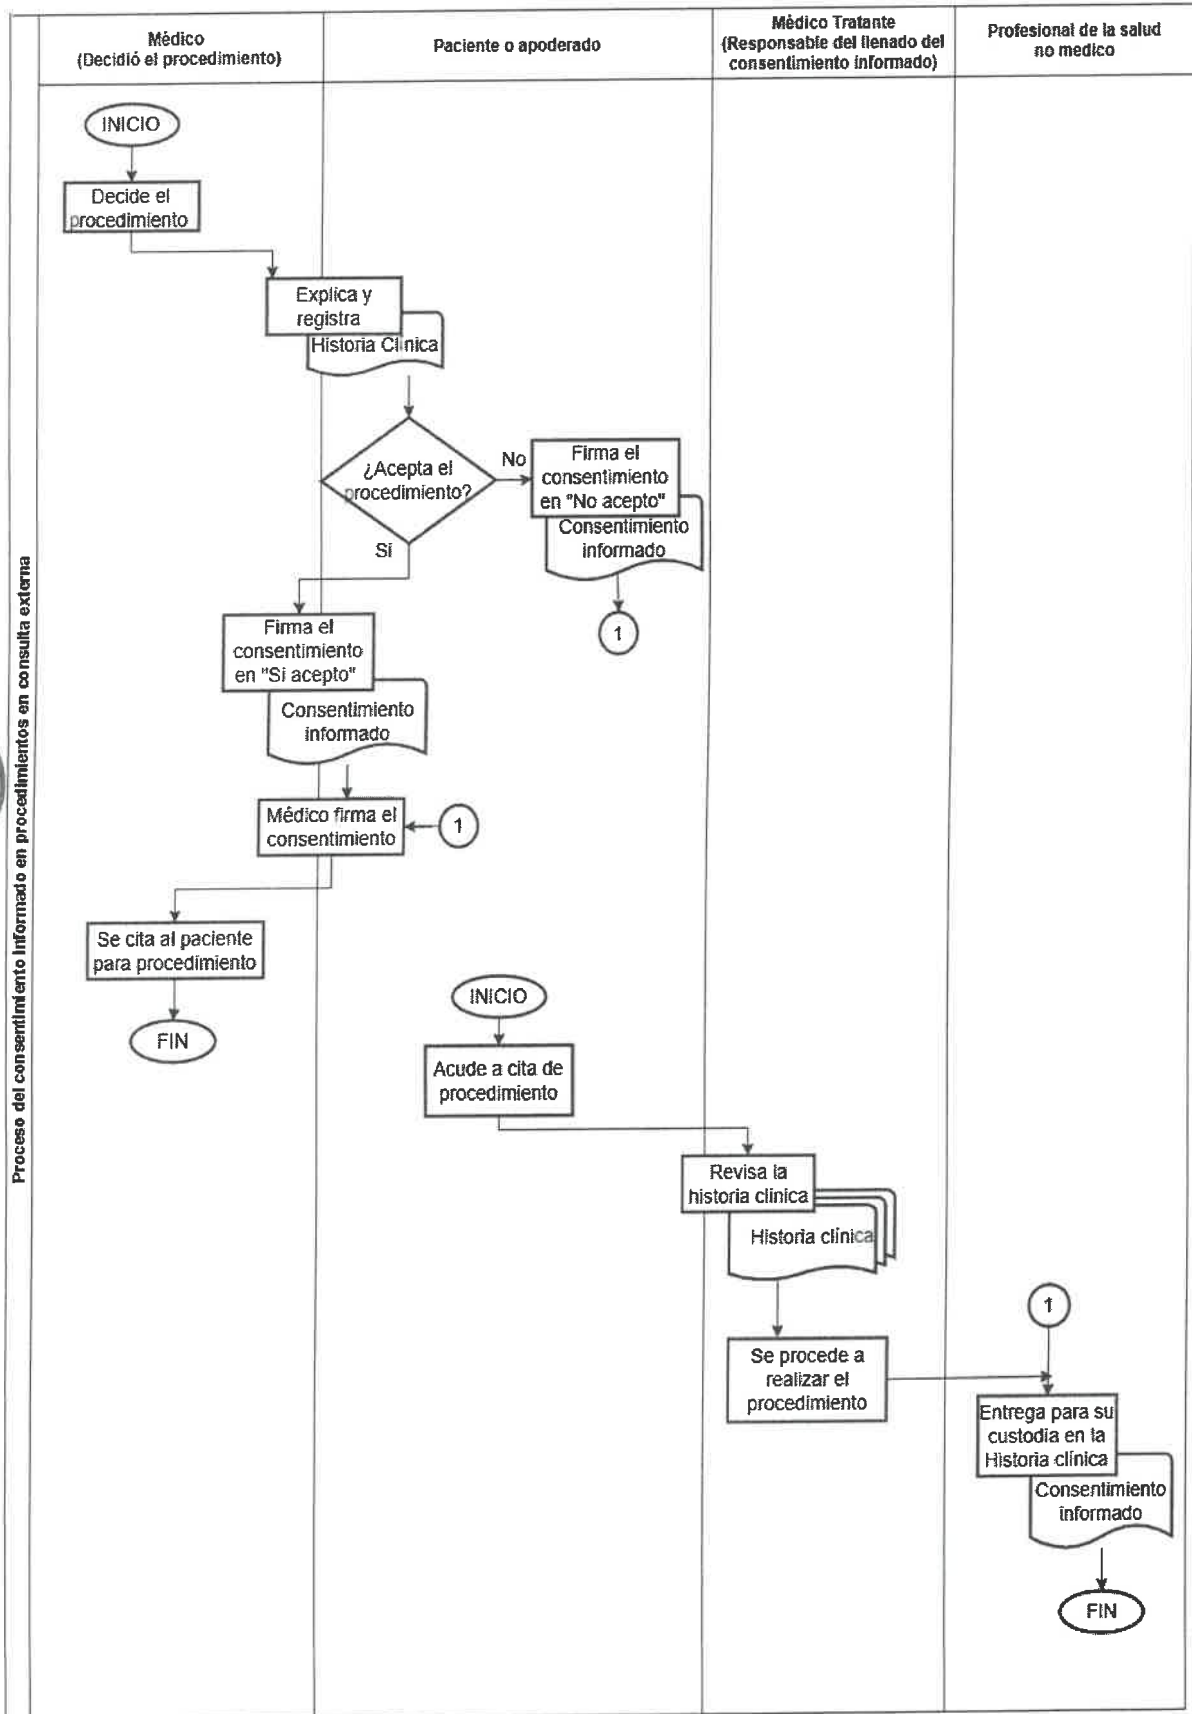 Médico
(Decidió el procedimiento)
Paciente o apoderado
Médico Tratante
(Responsable del llenado del
consentimiento informado)
Profesional de la salud
no medico
Proceso del consentimiento informado en procedimientos en consulta externa
INICIO
Decide el
procedimiento
Explica y
registra
Historia Clinica
¿Acepta el
procedimiento?
No
Firma el
consentimiento
en "No acepto"
Consentimiento
informado
1
Si
Firma el
consentimiento
en "Si acepto"
Consentimiento
informado
Médico firma el
consentimiento
1
Se cita al paciente
para procedimiento
FIN
INICIO
Acude a cita de
procedimiento
Revisa la
historia clinica
Historia clínica
Se procede a
realizar el
procedimiento
1
Entrega para su
custodia en la
Historia clínica
Consentimiento
informado
FIN